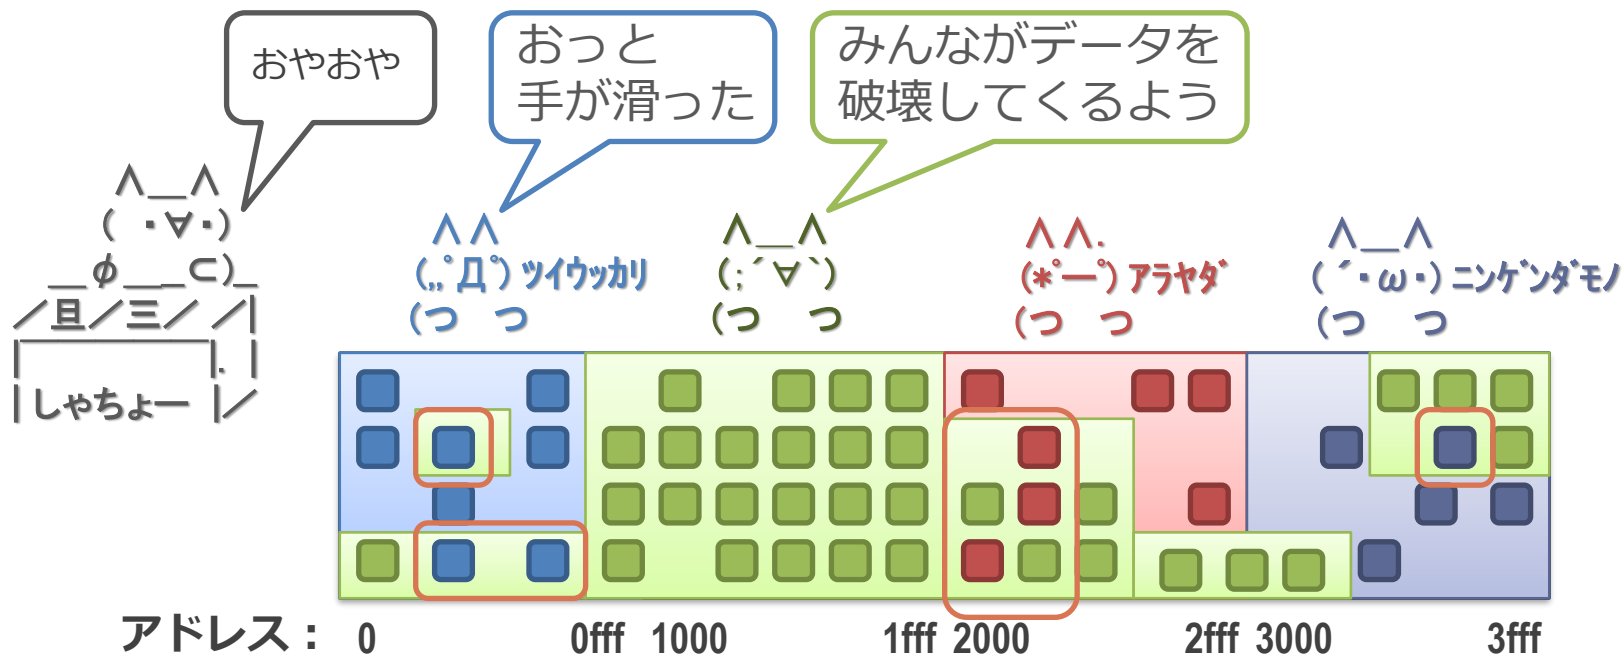 おやおや
おっと
手が滑った
みんながデータを
破壊してくるよう
∧＿∧
（　・∀・）
＿φ＿＿⊂）＿
／旦／三／　／|
|￣￣￣￣￣|．|
|しゃちょー　|／
∧∧
（,,ﾟДﾟ）ﾂｲｳｯｶﾘ
（つ　つ
∧＿∧
（；´∀｀）
（つ　　つ
∧∧.
（*ﾟーﾟ）ｱﾗﾔﾀﾞ
（つ　つ
∧＿∧
（´・ω・）ﾆﾝｹﾞﾝﾀﾞﾓﾉ
（つ　　つ
アドレス： 0 0fff 1000 1fff 2000 2fff 3000 3fff